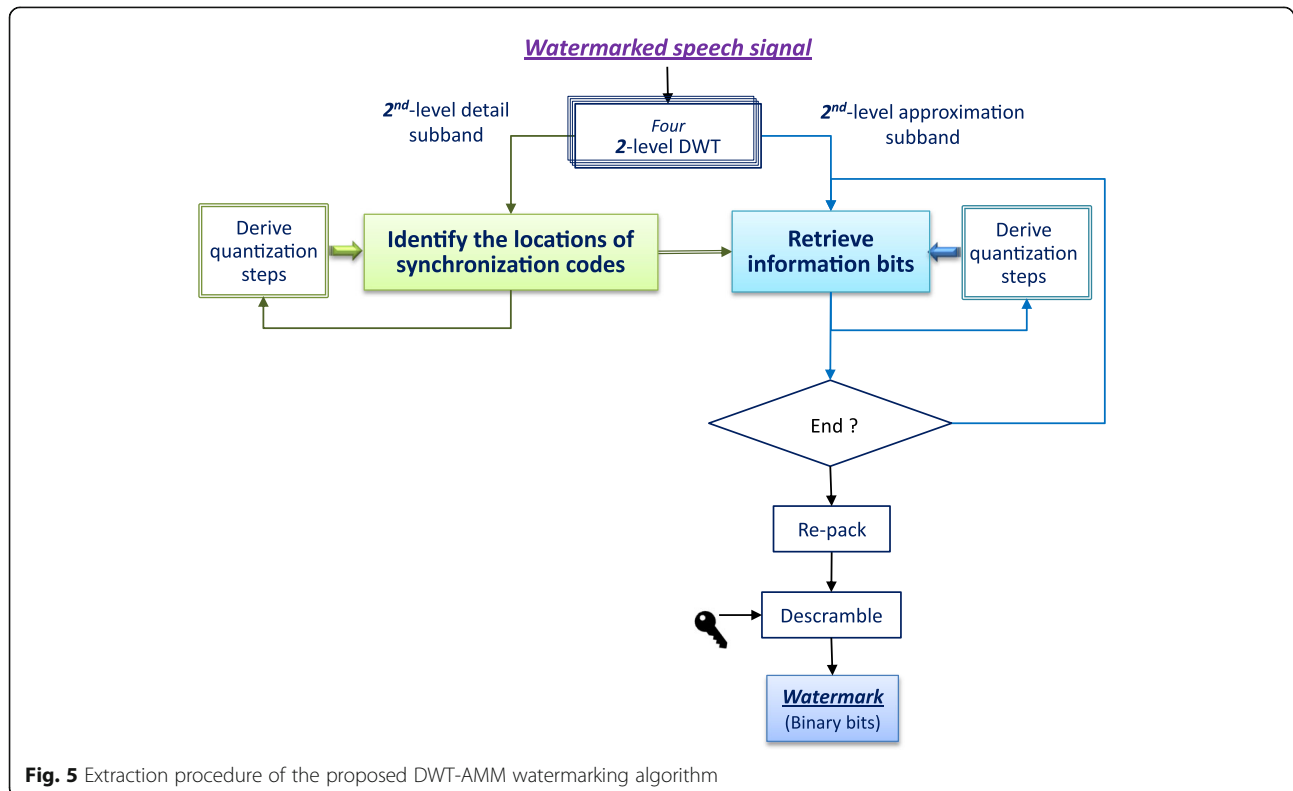 Watermarked speech signal
2nd-level detail
subband
Four
2-level DWT
2nd-level approximation
subband
Derive
quantization
steps
Identify the locations of
synchronization codes
Retrieve
information bits
Derive
quantization
steps
End ?
Re-pack
Descramble
Watermark
(Binary bits)
Fig. 5 Extraction procedure of the proposed DWT-AMM watermarking algorithm